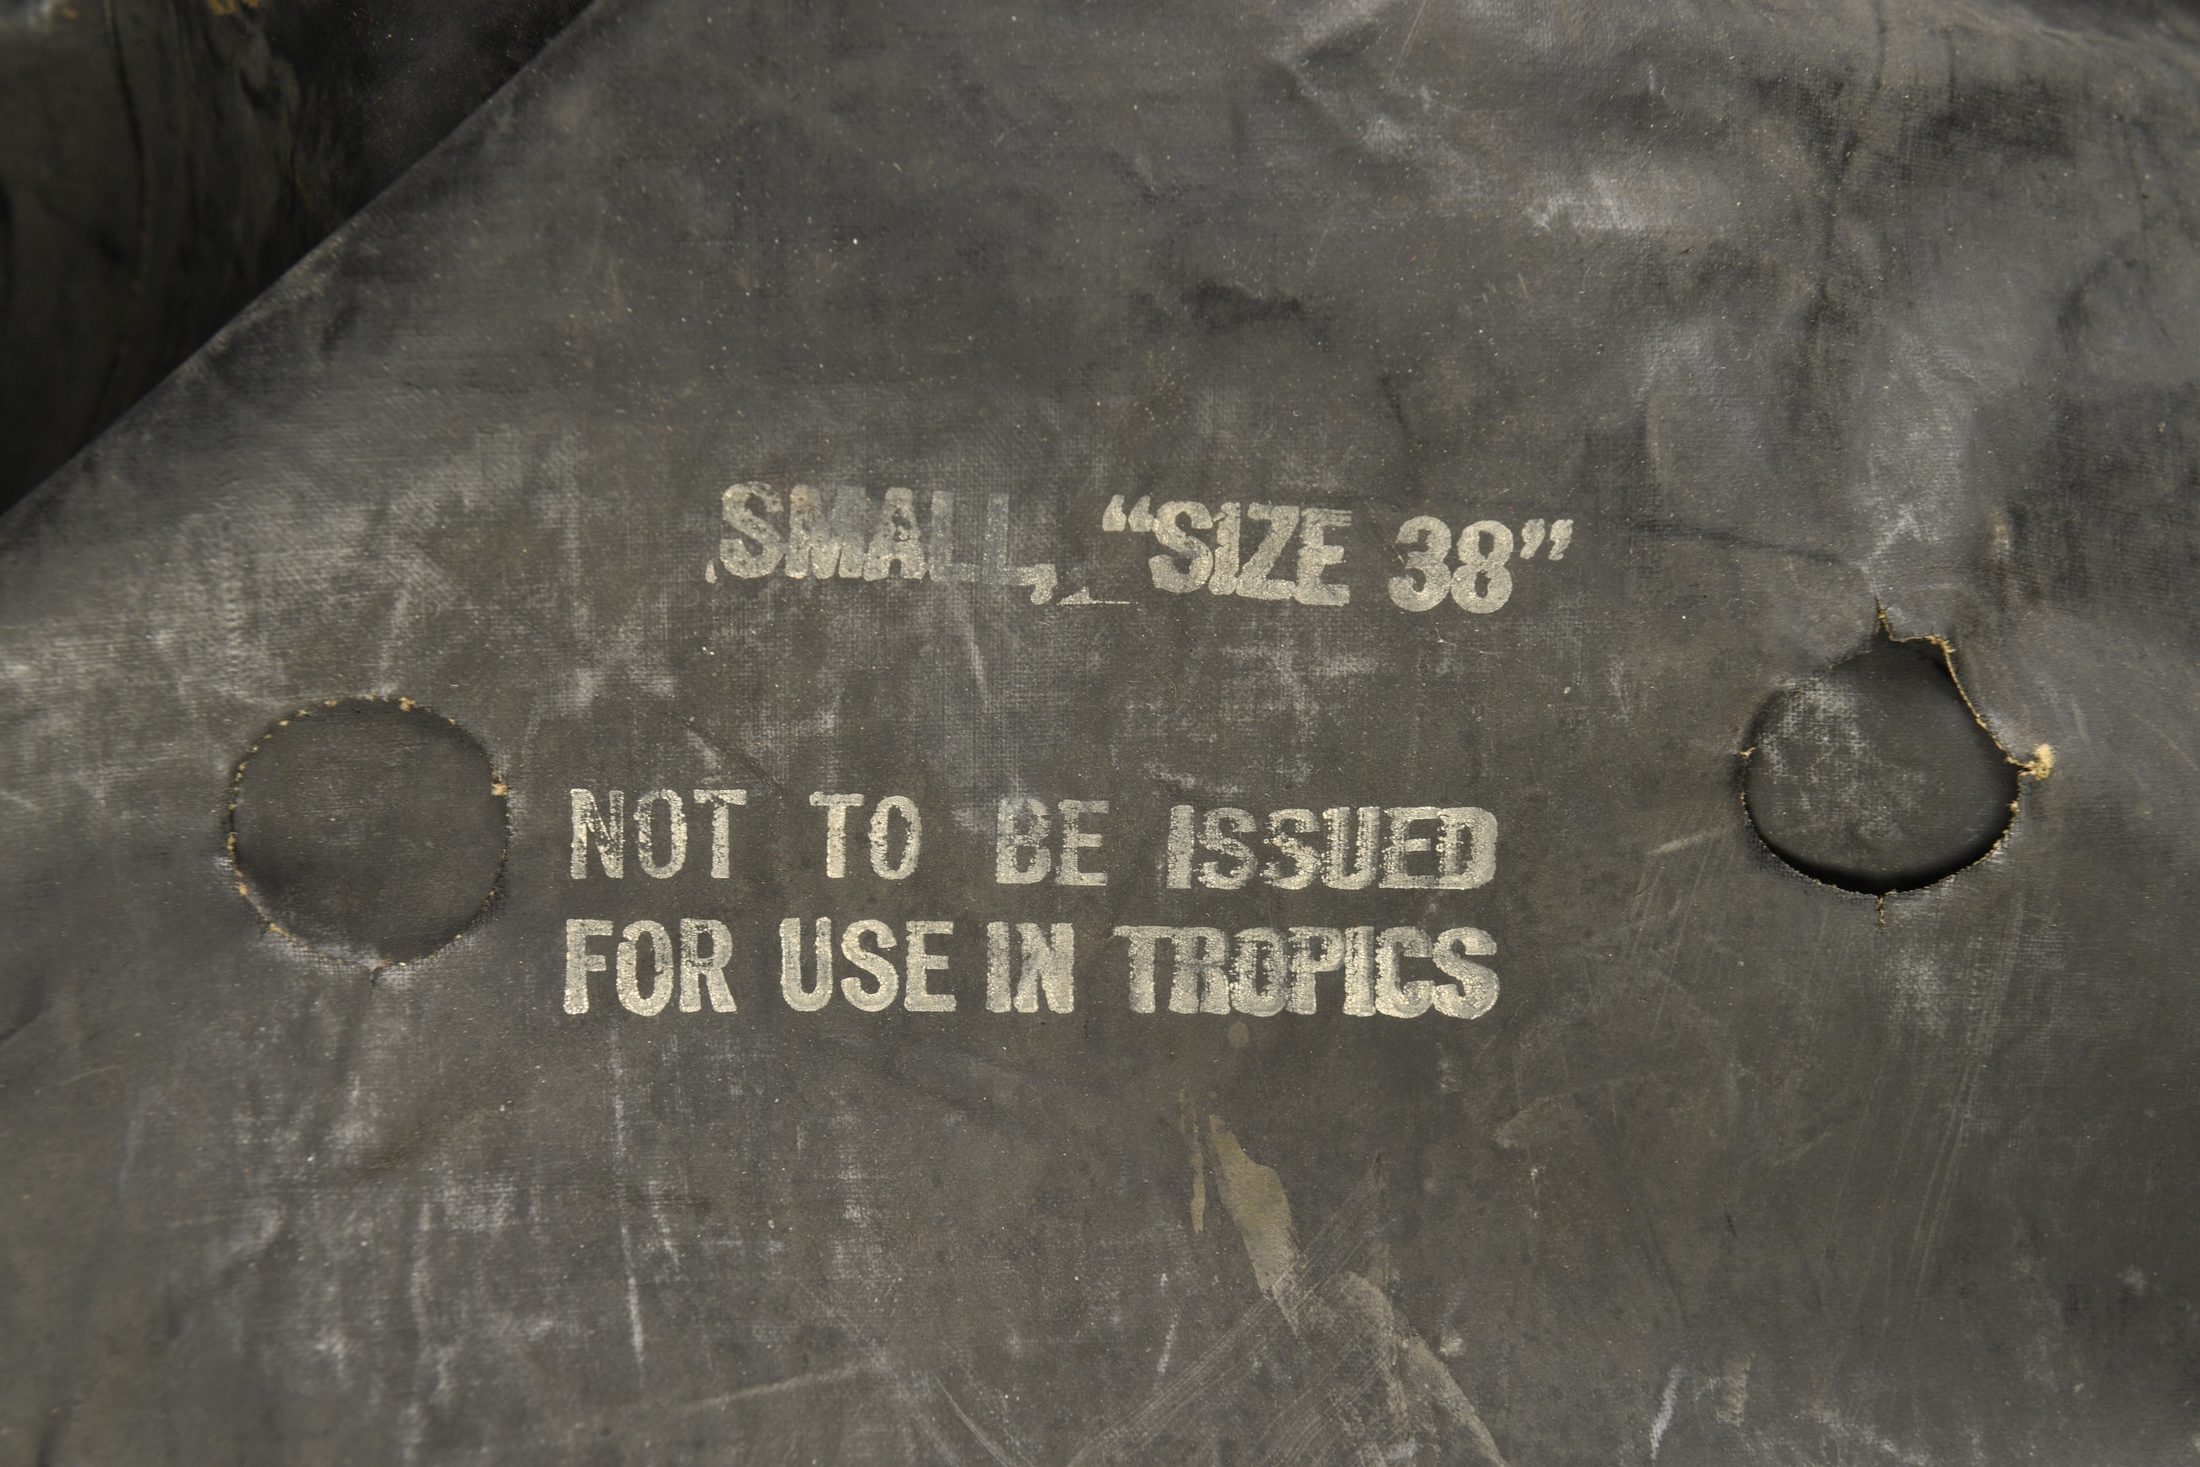 SMALL, “SIZE 38”
NOT TO BE ISSUED
FOR USE IN TROPICS